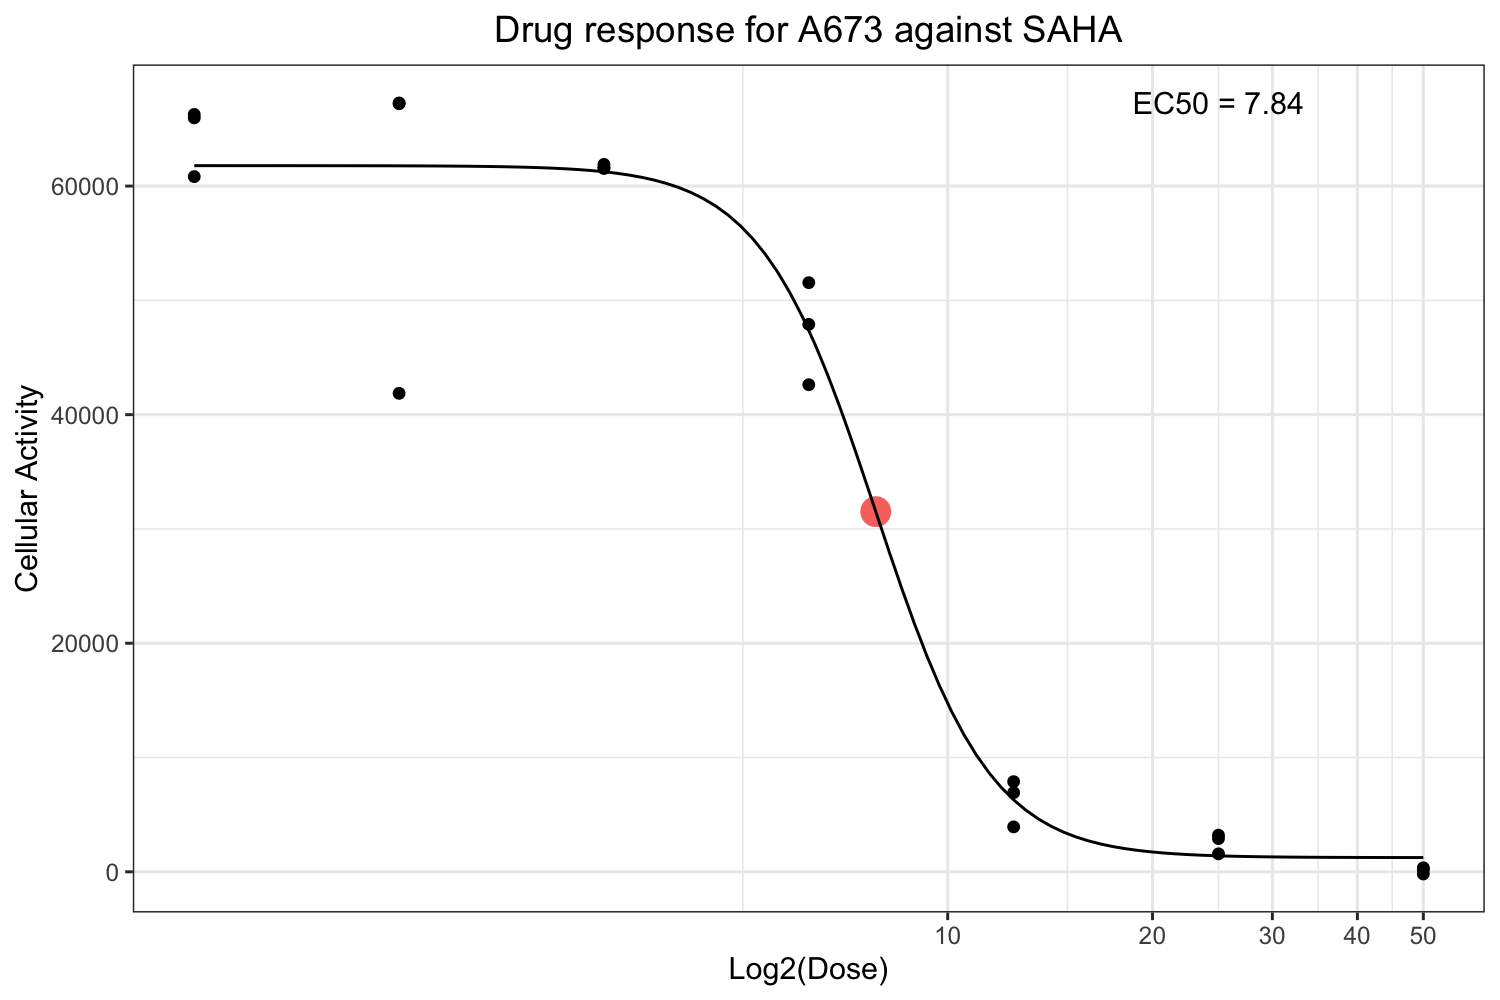 Drug response for A673 against SAHA
EC50 = 7.84
Cellular Activity
60000
40000
20000
0
10 20 30 40 50
Log2(Dose)